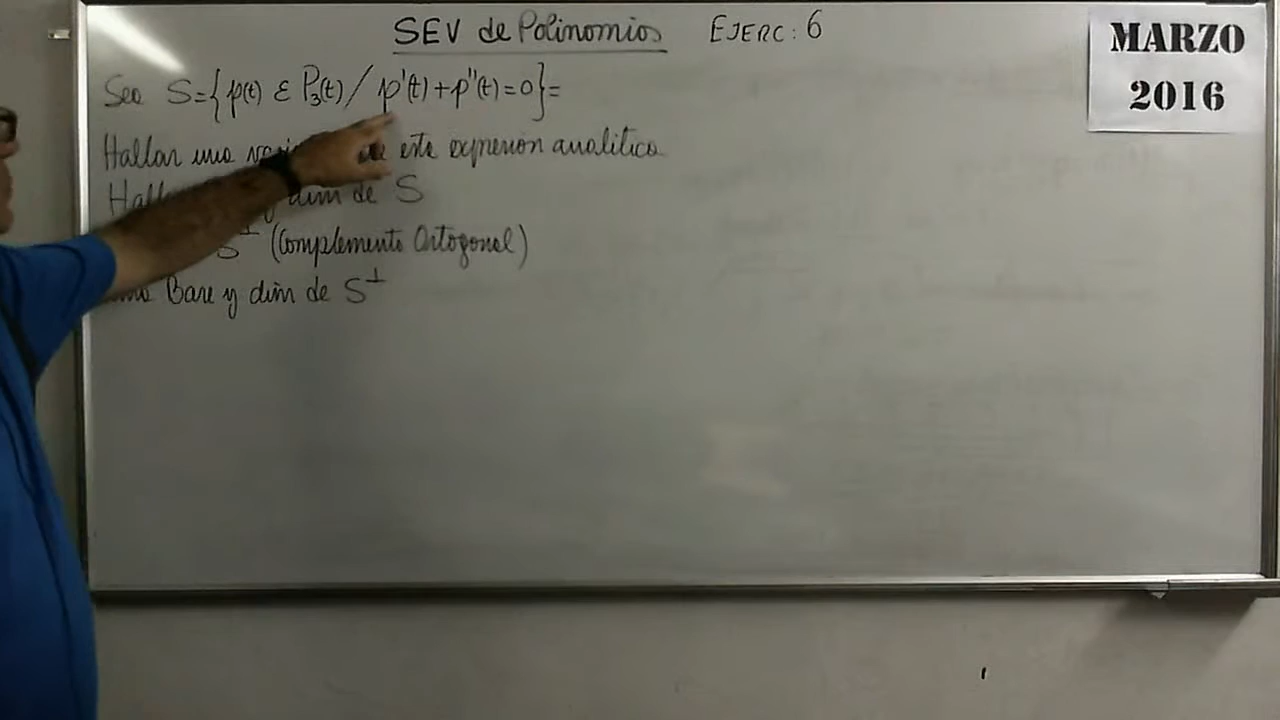 SEV de Polinomios EJERC: 6
MARZO
2016
Sea S={p(t) ε P₃(t) / p'(t)+p''(t)=0}=
Hallar una este expresión analítica
dim de S
S⊥ (Complemento Ortogonal)
Base y dim de S⊥